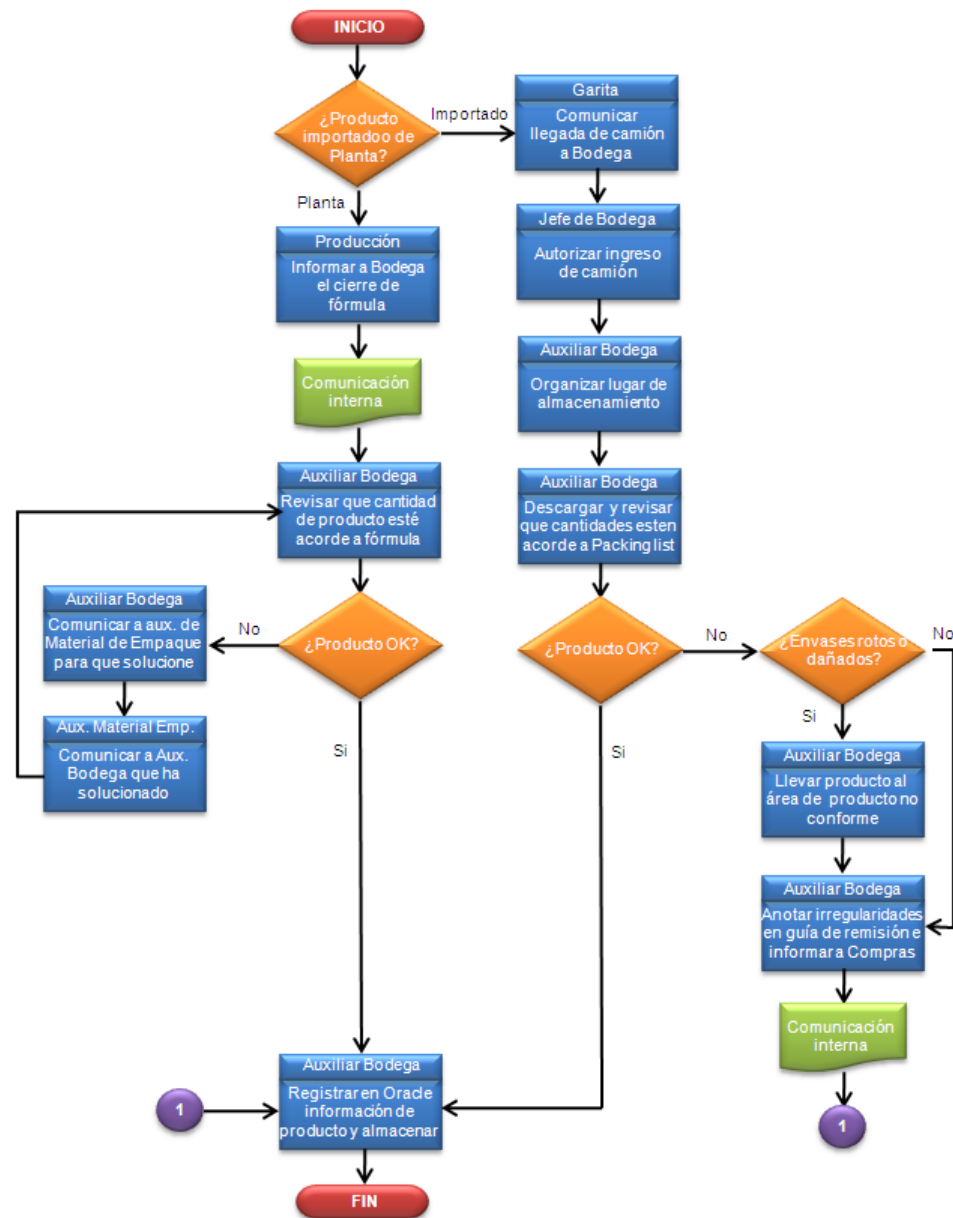 INICIO
¿Producto
importadoo de
Planta?
Importado
Planta
Garita
Comunicar
llegada de camión
a Bodega
Jefe de Bodega
Autorizar ingreso
de camión
Producción
Informar a Bodega
el cierre de
fórmula
Auxiliar Bodega
Organizar lugar de
almacenamiento
Comunicación
interna
Auxiliar Bodega
Revisar que cantidad
de producto esté
acorde a fórmula
Auxiliar Bodega
Descargar y revisar
que cantidades esten
acorde a Packing list
Auxiliar Bodega
Comunicar a aux. de
Material de Empaque
para que solucione
No
¿Producto OK?
Si
¿Producto OK?
No
Si
¿Envases rotos o
dañados?
No
Si
Aux. Material Emp.
Comunicar a Aux.
Bodega que ha
solucionado
Auxiliar Bodega
Llevar producto al
área de producto no
conforme
Auxiliar Bodega
Anotar irregularidades
en guía de remisión e
informar a Compras
Comunicación
interna
1
1
Auxiliar Bodega
Registrar en Oracle
información de
producto y almacenar
FIN